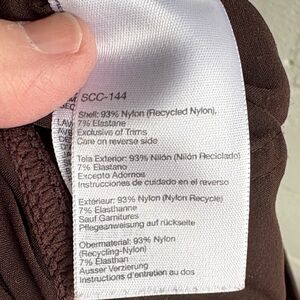 SCC-144
Shell: 93% Nylon (Recycled Nylon),
7% Elastane
Exclusive of Trims
Care on reverse side
Tela Exterior: 93% Nilón (Nilón Reciclado)
7% Elastano
Excepto Adornos
Instrucciones de cuidado en el reverso
Extérieur: 93% Nylon (Nylon Recycle)
7% Elasthanne
Sauf Garnitures
Pflegeanweisung auf rückseite
Obermaterial: 93% Nylon
(Recycling-Nylon)
7% Elasthan
Ausser Verzierung
Instructions d'entretien au dos